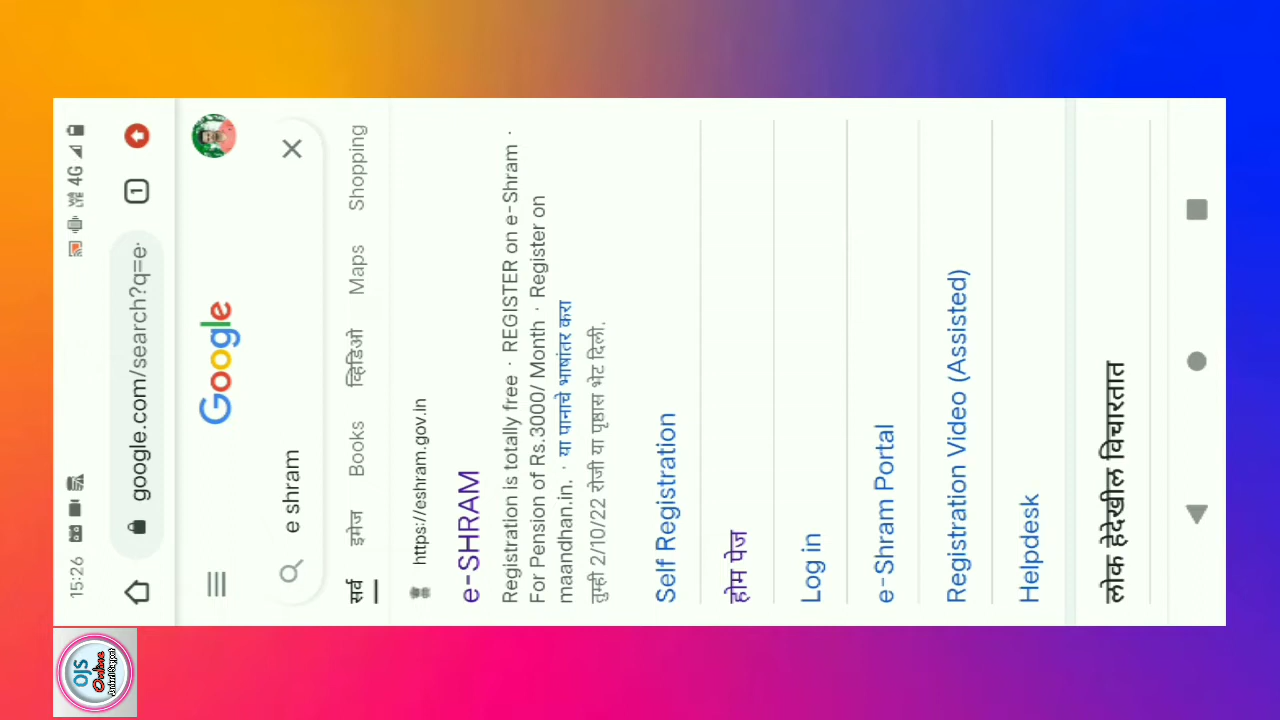 15:26
4G
google.com/search?q=e
1
Google
e shram
सर्व इमेज Books व्हिडिओ Maps Shopping
https://eshram.gov.in
e-SHRAM
Registration is totally free · REGISTER on e-Shram ·
For Pension of Rs.3000/ Month · Register on
maandhan.in. · या पानाचे भाषांतर करा
तुम्ही 2/10/22 रोजी या पृष्ठास भेट दिली.
Self Registration
होम पेज
Log in
e-Shram Portal
Registration Video (Assisted)
Helpdesk
लोक हेदेखील विचारतात
OJS
Online